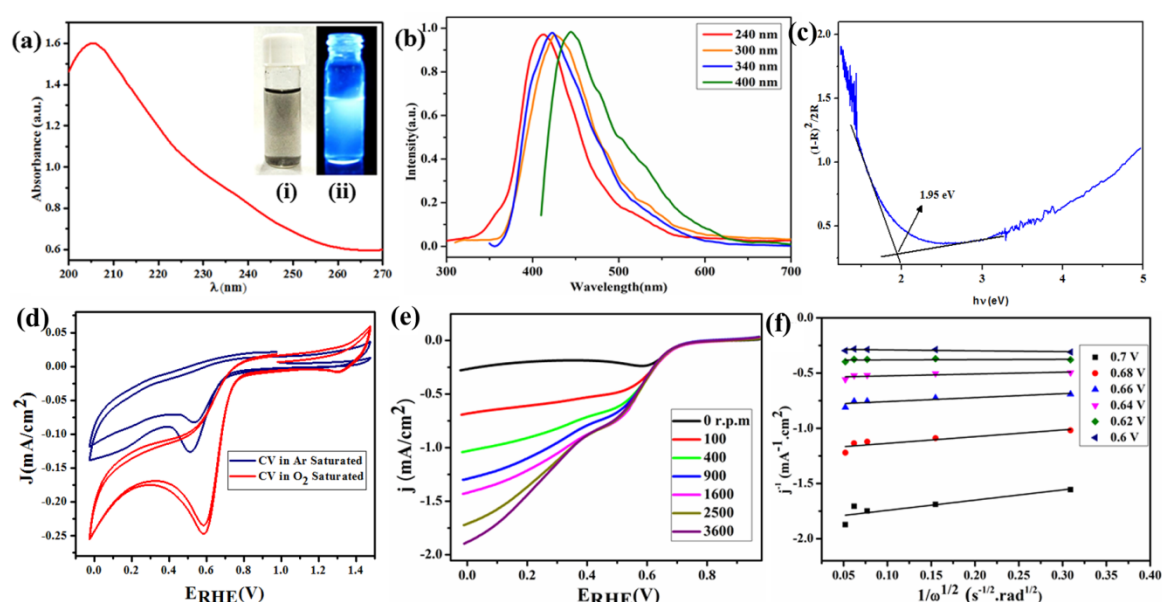 (a)
1.6
1.4
1.2
1.0
0.8
0.6
Absorbance (a.u.)
200 210 220 230 240 250 260 270
λ (nm)
(i) (ii)
(b)
1.0
0.8
0.6
0.4
0.2
0.0
Intensity(a.u.)
300 400 500 600 700
Wavelength(nm)
240 nm
300 nm
340 nm
400 nm
(c)
2.0
1.5
1.0
0.5
(1-R)²/2R
1.95 eV
2 3 4 5
hν (eV)
(d)
0.05
0.00
-0.05
-0.10
-0.15
-0.20
-0.25
J(mA/cm²)
0.0 0.2 0.4 0.6 0.8 1.0 1.2 1.4
E_RHE(V)
CV in Ar Saturated
CV in O₂ Saturated
(e)
0.0
-0.5
-1.0
-1.5
-2.0
j (mA/cm²)
0.0 0.2 0.4 0.6 0.8
E_RHE(V)
0 r.p.m
100
400
900
1600
2500
3600
(f)
0.0
-0.5
-1.0
-1.5
-2.0
j⁻¹ (mA⁻¹.cm²)
0.05 0.10 0.15 0.20 0.25 0.30 0.35 0.40
1/ω^1/2 (s^-1/2.rad^1/2)
0.7 V
0.68 V
0.66 V
0.64 V
0.62 V
0.6 V